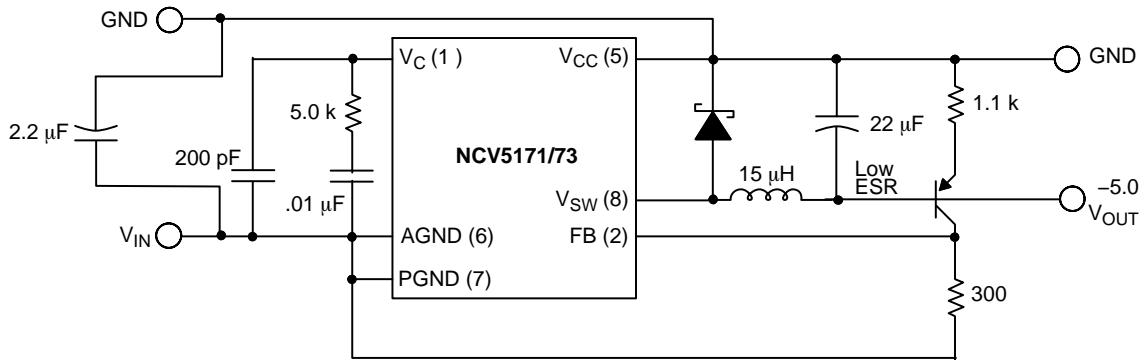 GND
V_C (1 )
V_CC (5)
GND
5.0 k
1.1 k
2.2 μF
22 μF
200 pF
NCV5171/73
15 μH
Low
ESR
.01 μF
V_SW (8)
−5.0
V_OUT
V_IN
AGND (6)
FB (2)
PGND (7)
300